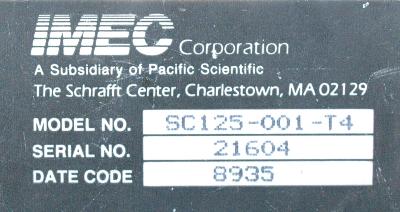 IMEC Corporation
A Subsidiary of Pacific Scientific
The Schrafft Center, Charlestown, MA 02129
MODEL NO. SC125-001-T4
SERIAL NO. 21604
DATE CODE 8935